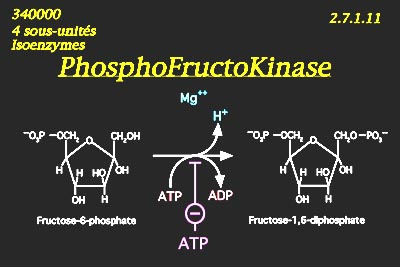 340000
2.7.1.11
4 sous-unités
Isoenzymes
PhosphoFructoKinase
Mg++
H+
⁻O₃P —OCH₂ O CH₂OH
H H HO OH
OH H
ATP ADP
⁻O₃P —OCH₂ O CH₂O—PO₃⁻
H H HO OH
OH H
Fructose-6-phosphate
−
Fructose-1,6-diphosphate
ATP